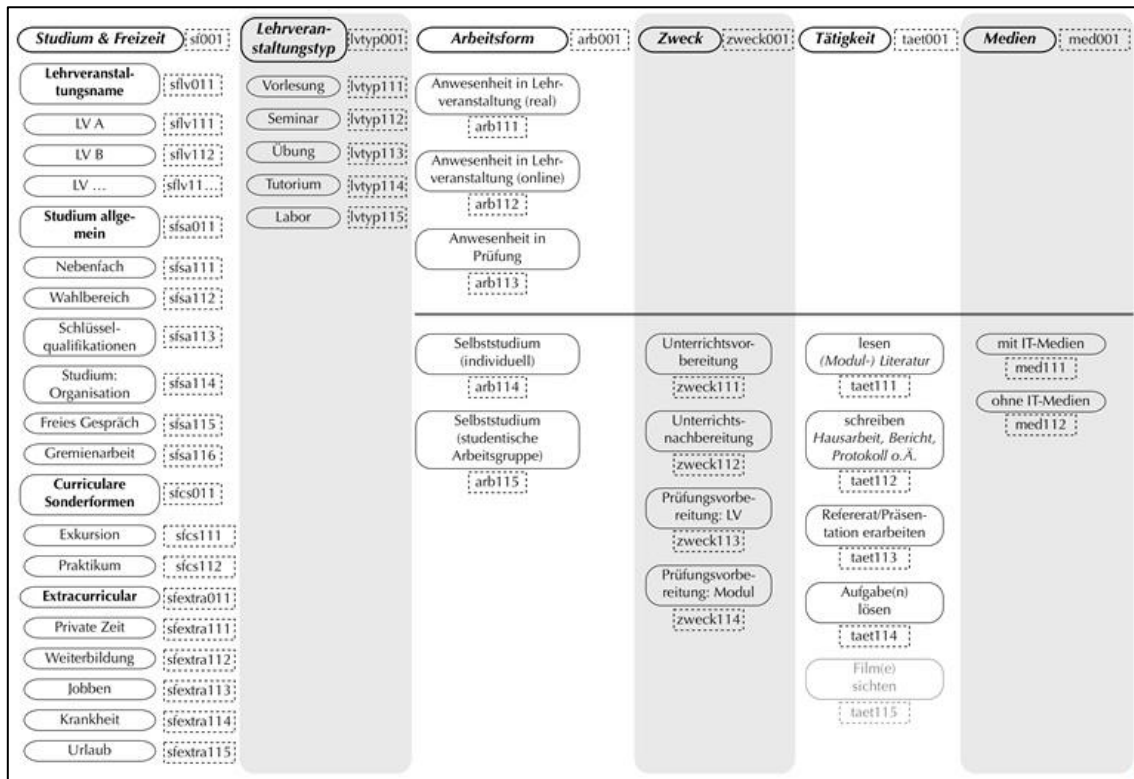 Studium & Freizeit sf001
Lehrverstaltungsname sflv011
LV A sflv111
LV B sflv112
LV ... sflv11...
Studium allge-
mein sfsa011
Nebenfach sfsa111
Wahlbereich sfsa112
Schlüssel-
qualifikationen sfsa113
Studium:
Organisation sfsa114
Freies Gespräch sfsa115
Gremienarbeit sfsa116
Curriculare
Sonderformen sfcs011
Exkursion sfcs111
Praktikum sfcs112
Extracurricular sfextra011
Private Zeit sfextra111
Weiterbildung sfextra112
Jobben sfextra113
Krankheit sfextra114
Urlaub sfextra115
Lehrveran-
staltungstyp lvtyp001
Vorlesung lvtyp111
Seminar lvtyp112
Übung lvtyp113
Tutorium lvtyp114
Labor lvtyp115
Arbeitsform arb001
Anwesenheit in Lehr-
veranstaltung (real)
arb111
Anwesenheit in Lehr-
veranstaltung (online)
arb112
Anwesenheit in
Prüfung
arb113
Selbststudium
(individuell)
arb114
Selbststudium
(studentische
Arbeitsgruppe)
arb115
Zweck zweck001
Unterrichtsvor-
bereitung
zweck111
Unterrichts-
nachbereitung
zweck112
Prüfungsvorbe-
reitung: LV
zweck113
Prüfungsvorbe-
reitung: Modul
zweck114
Tätigkeit taet001
lesen
(Modul-) Literatur
taet111
schreiben
Hausarbeit, Bericht,
Protokoll o.Ä.
taet112
Refererat/Präsen-
tation erarbeiten
taet113
Aufgabe(n)
lösen
taet114
Film(e)
sichten
taet115
Medien med001
mit IT-Medien
med111
ohne IT-Medien
med112